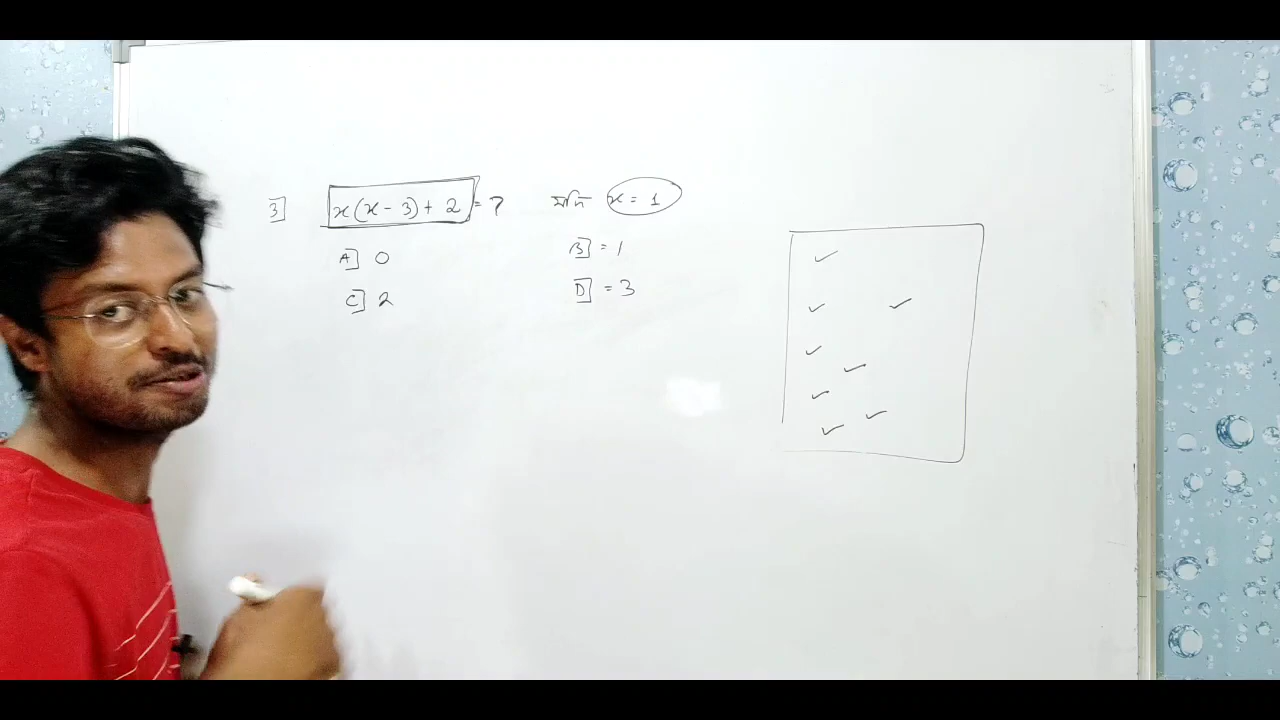 3] x(x - 3) + 2 = ? যদি x = 1
A] 0 B] = 1
C] 2 D] = 3